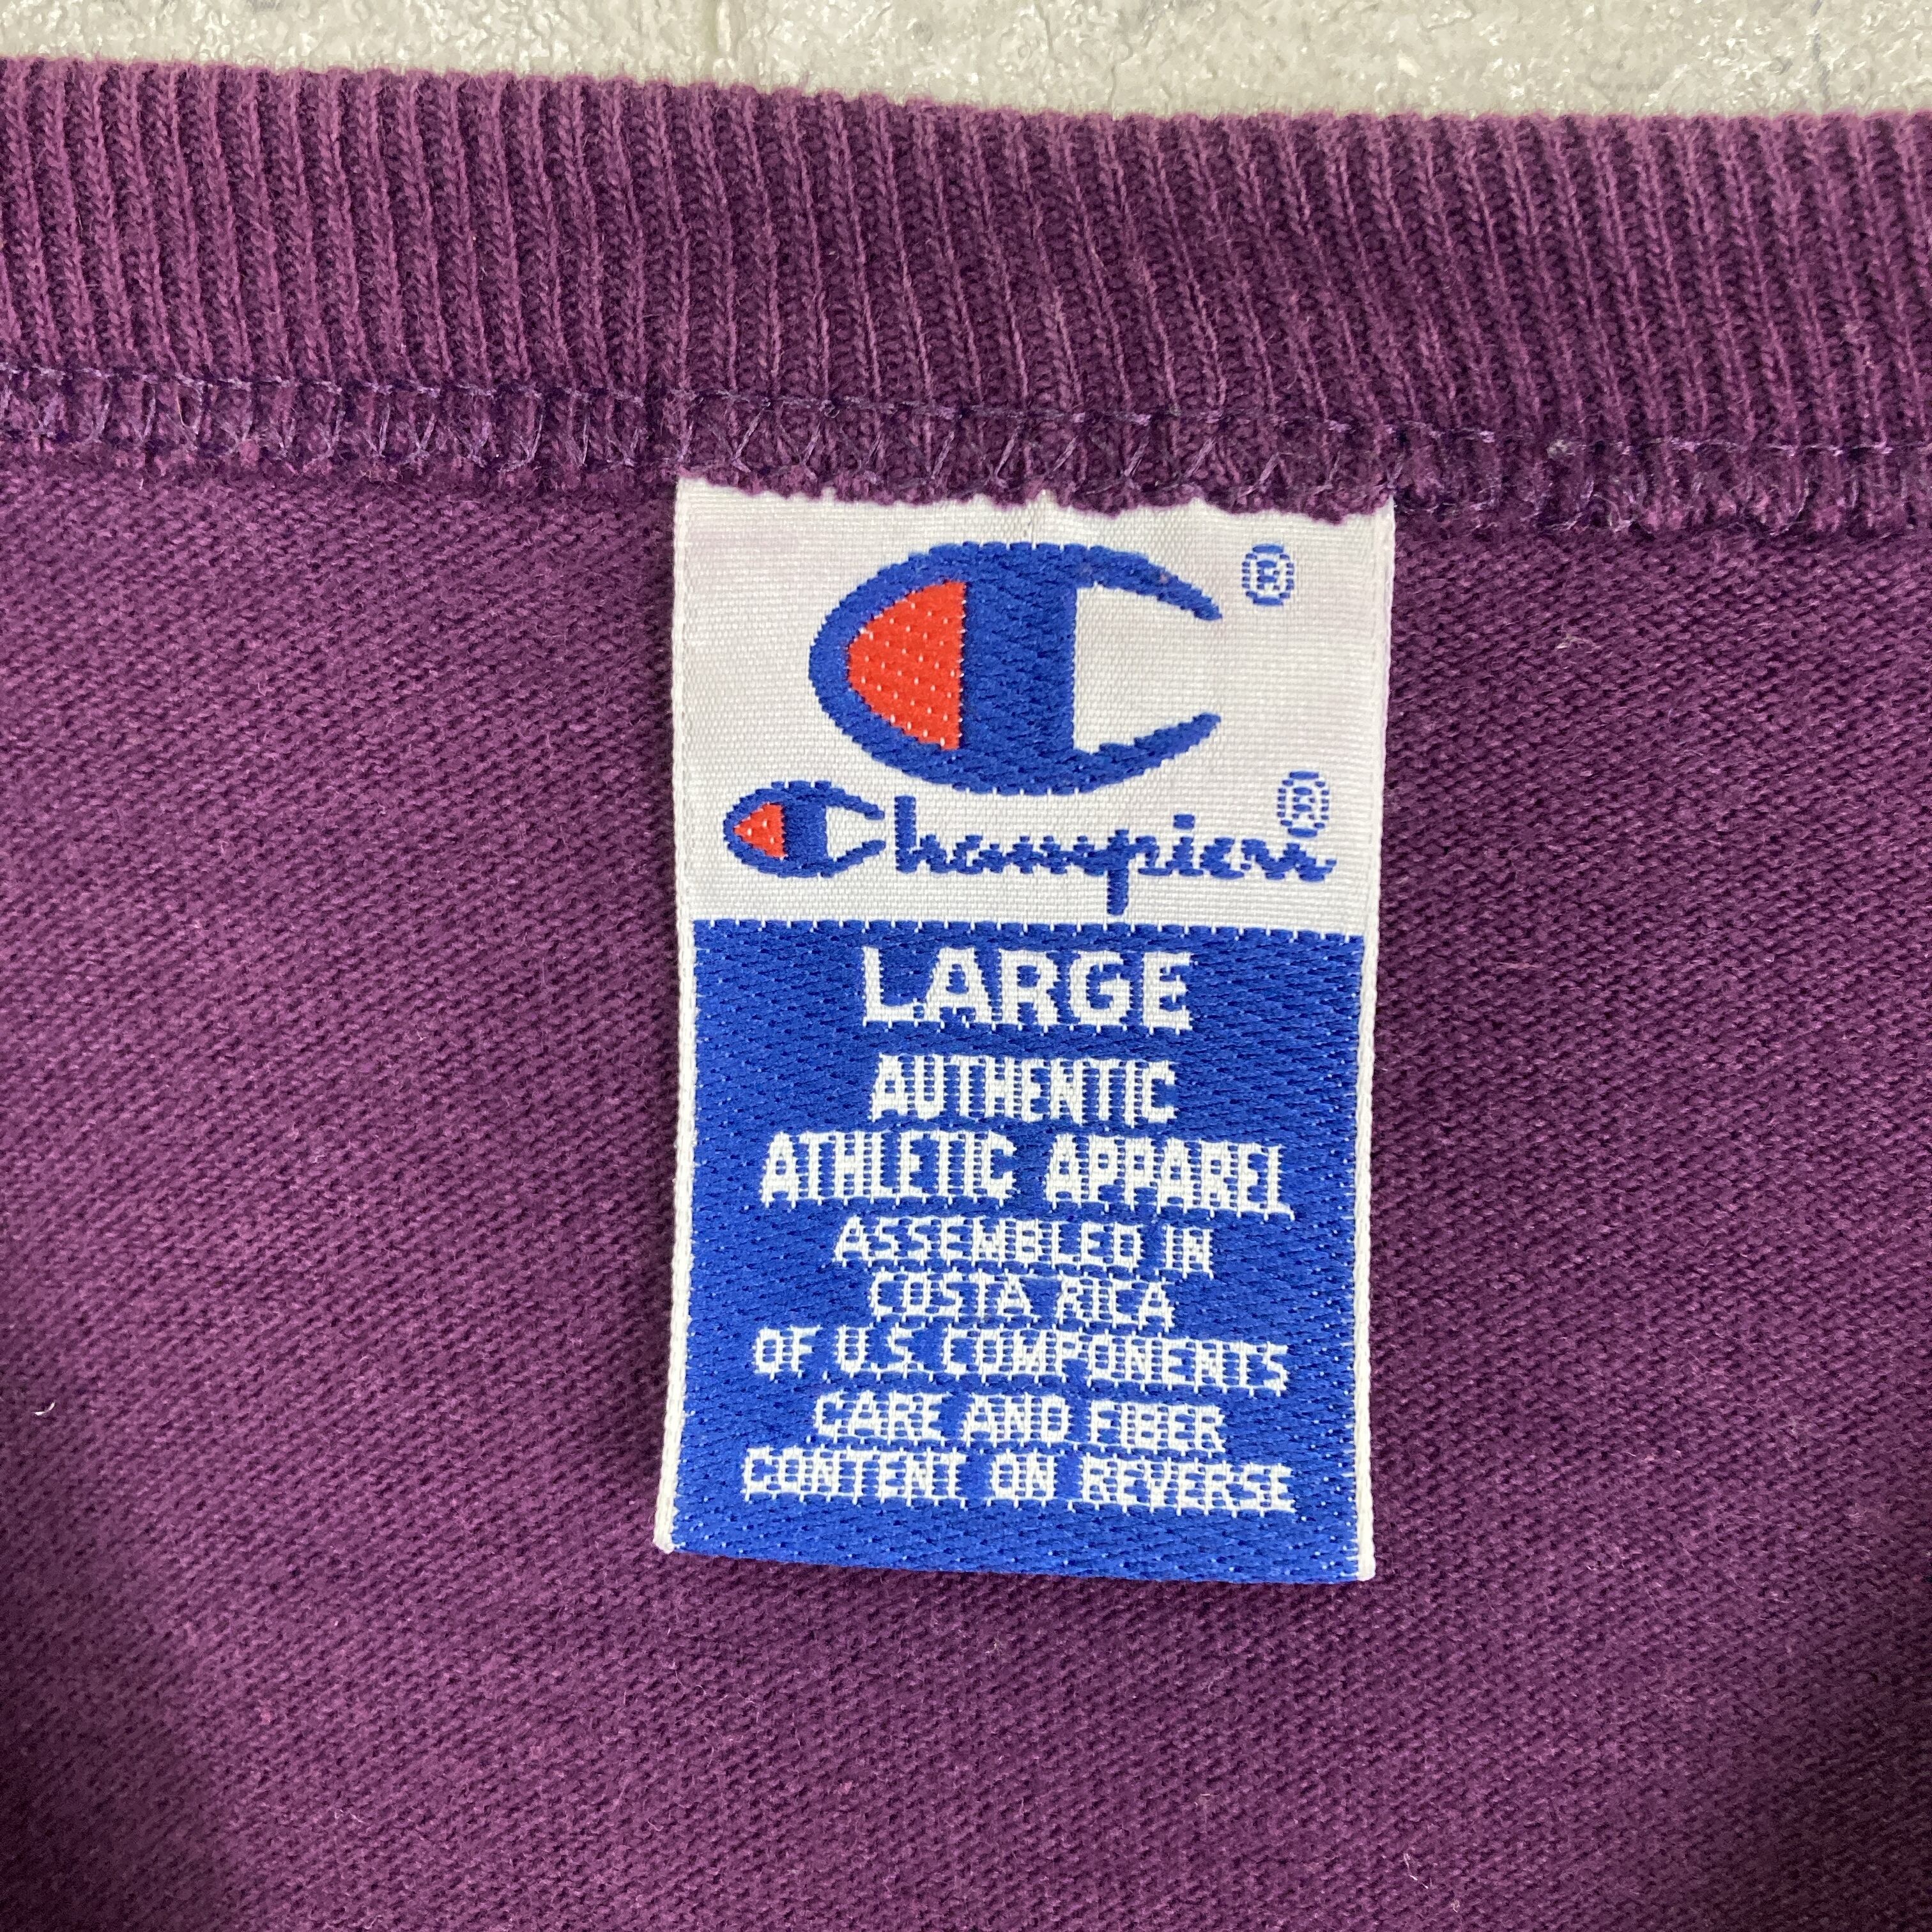 ®
Champion®
LARGE
AUTHENTIC
ATHLETIC APPAREL
ASSEMBLED IN
COSTA RICA
OF U.S. COMPONENTS
CARE AND FIBER
CONTENT ON REVERSE